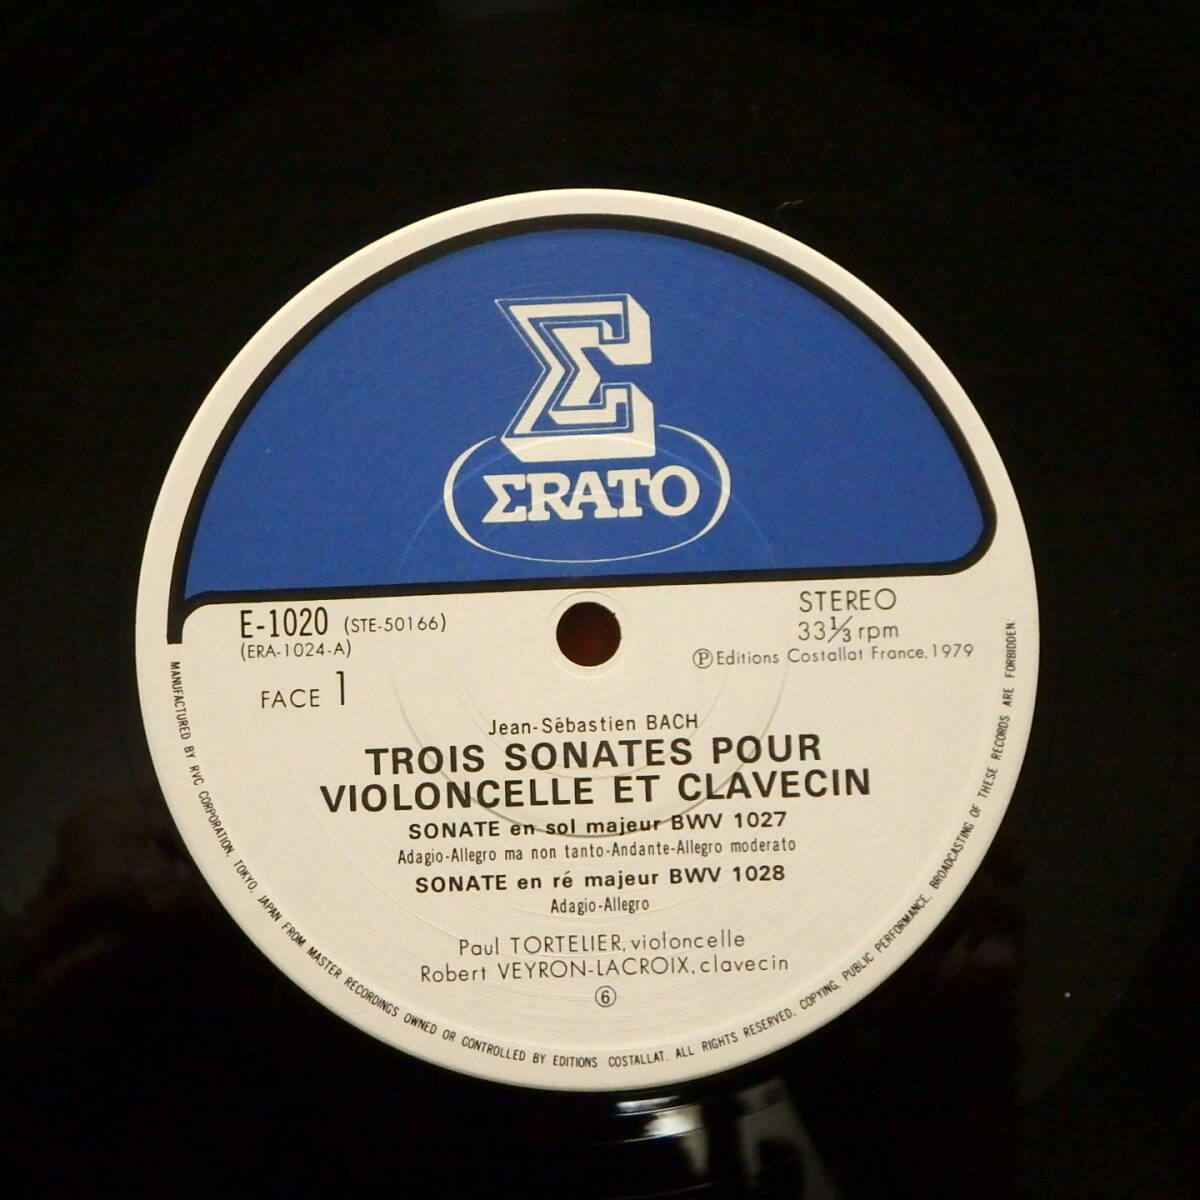 Σ
ΣRATO
E-1020 (STE-50166)
(ERA-1024-A)
FACE 1
STEREO
33 1/3 rpm
Ⓟ Editions Costallat France, 1979
Jean-Sébastien BACH
TROIS SONATES POUR
VIOLONCELLE ET CLAVECIN
SONATE en sol majeur BWV 1027
Adagio-Allegro ma non tanto-Andante-Allegro moderato
SONATE en ré majeur BWV 1028
Adagio-Allegro
Paul TORTELIER, violoncelle
Robert VEYRON-LACROIX, clavecin
⑥
MANUFACTURED BY RVC CORPORATION, TOKYO, JAPAN FROM MASTER RECORDINGS OWNED OR CONTROLLED BY EDITIONS COSTALLAT. ALL RIGHTS RESERVED. COPYING, PUBLIC PERFORMANCE, BROADCASTING OF THESE RECORDS ARE FORBIDDEN.